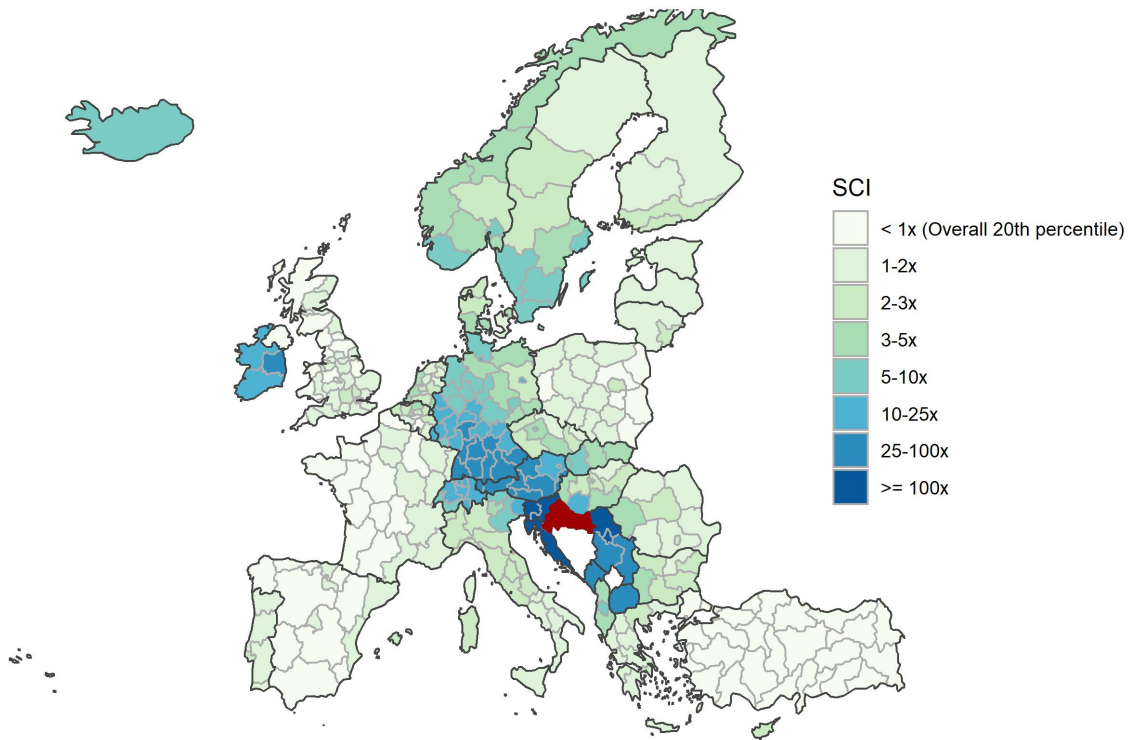 SCI
< 1x (Overall 20th percentile)
1-2x
2-3x
3-5x
5-10x
10-25x
25-100x
>= 100x